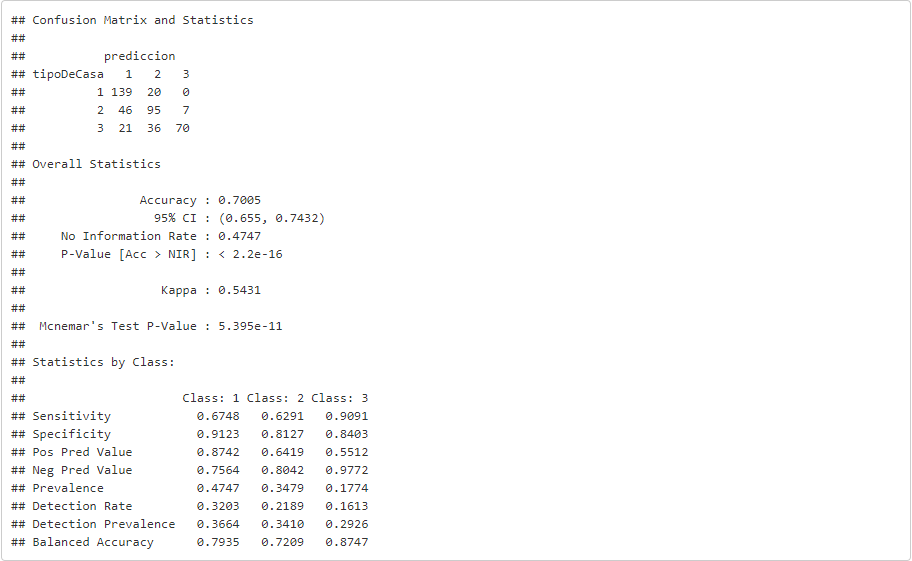 ## Confusion Matrix and Statistics
##
##           prediccion
## tipoDeCasa   1   2   3
##          1 139  20   0
##          2  46  95   7
##          3  21  36  70
##
## Overall Statistics
##
##                Accuracy : 0.7005
##                  95% CI : (0.655, 0.7432)
##     No Information Rate : 0.4747
##     P-Value [Acc > NIR] : < 2.2e-16
##
##                   Kappa : 0.5431
##
##  Mcnemar's Test P-Value : 5.395e-11
##
## Statistics by Class:
##
##                      Class: 1 Class: 2 Class: 3
## Sensitivity            0.6748   0.6291   0.9091
## Specificity            0.9123   0.8127   0.8403
## Pos Pred Value         0.8742   0.6419   0.5512
## Neg Pred Value         0.7564   0.8042   0.9772
## Prevalence             0.4747   0.3479   0.1774
## Detection Rate         0.3203   0.2189   0.1613
## Detection Prevalence   0.3664   0.3410   0.2926
## Balanced Accuracy      0.7935   0.7209   0.8747